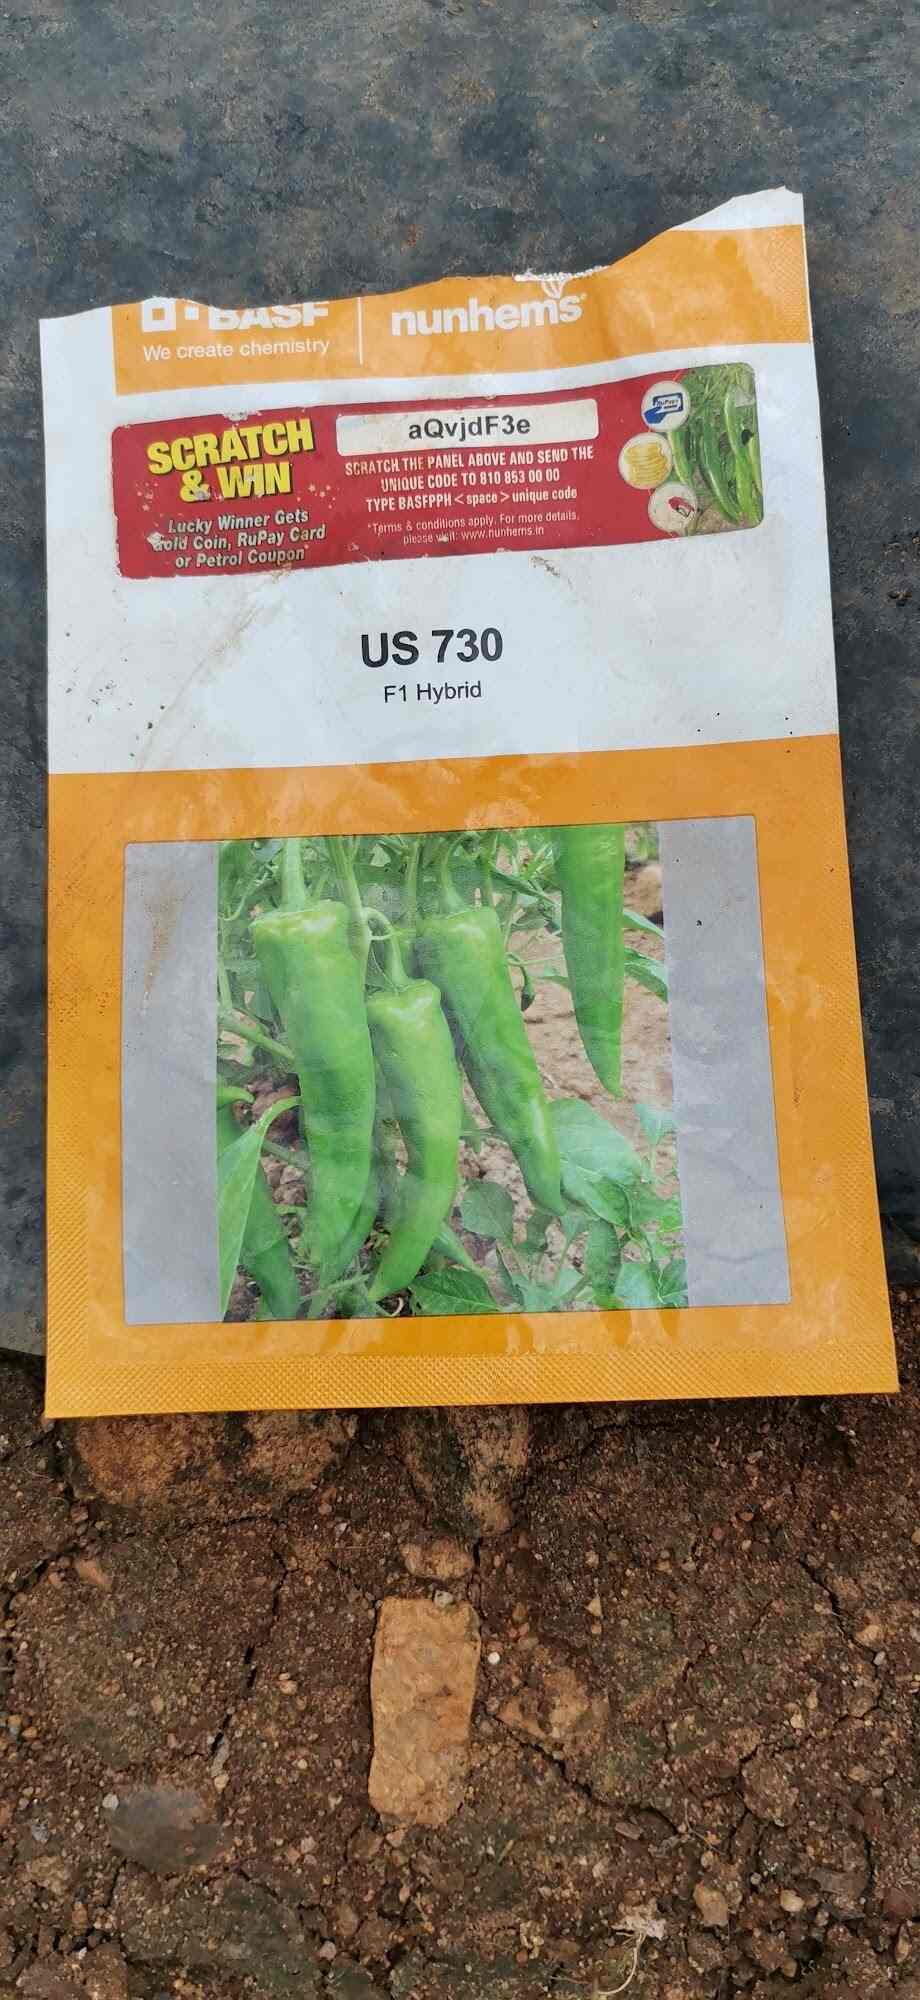 BASF
We create chemistry
nunhems
SCRATCH
& WIN
Lucky Winner Gets
Gold Coin, RuPay Card
or Petrol Coupon*
aQvjdF3e
SCRATCH THE PANEL ABOVE AND SEND THE
UNIQUE CODE TO 810 853 00 00
TYPE BASFPPH < space > unique code
*Terms & conditions apply. For more details,
please visit: www.nunhems.in
RuPay
US 730
F1 Hybrid